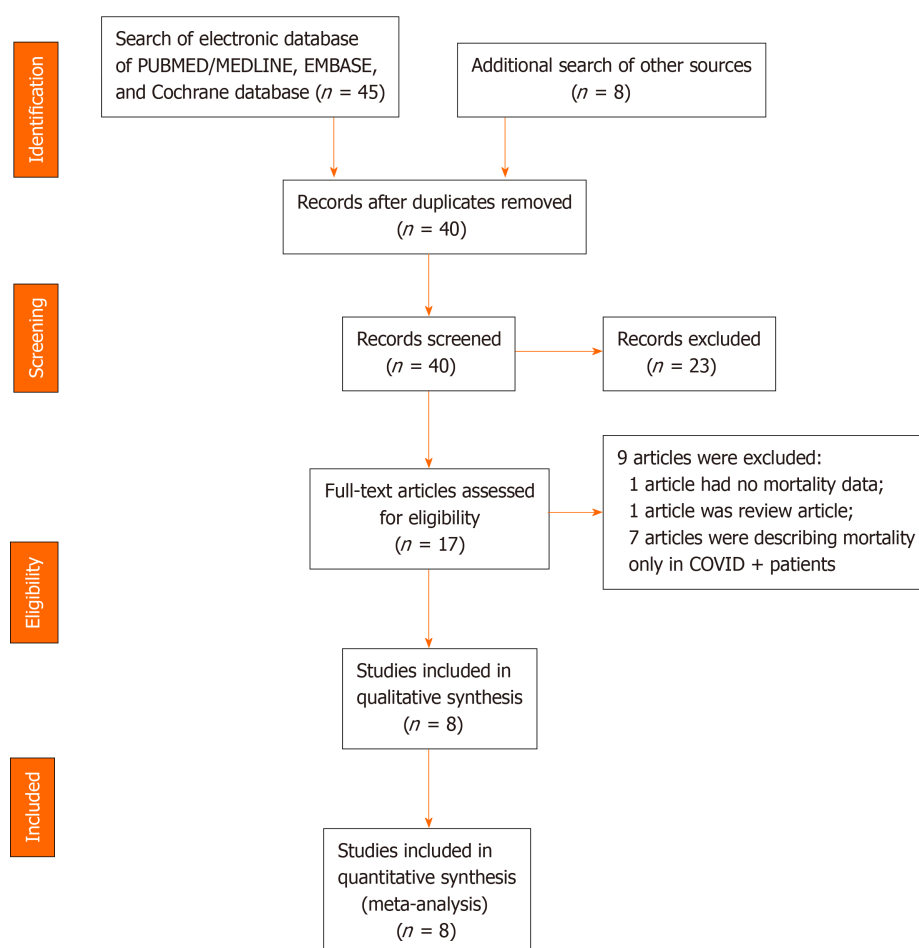 Identification
Search of electronic database
of PUBMED/MEDLINE, EMBASE,
and Cochrane database (n = 45)
Additional search of other sources
(n = 8)
Records after duplicates removed
(n = 40)
Screening
Records screened
(n = 40)
Records excluded
(n = 23)
Eligibility
Full-text articles assessed
for eligibility
(n = 17)
9 articles were excluded:
1 article had no mortality data;
1 article was review article;
7 articles were describing mortality
only in COVID + patients
Studies included in
qualitative synthesis
(n = 8)
Included
Studies included in
quantitative synthesis
(meta-analysis)
(n = 8)